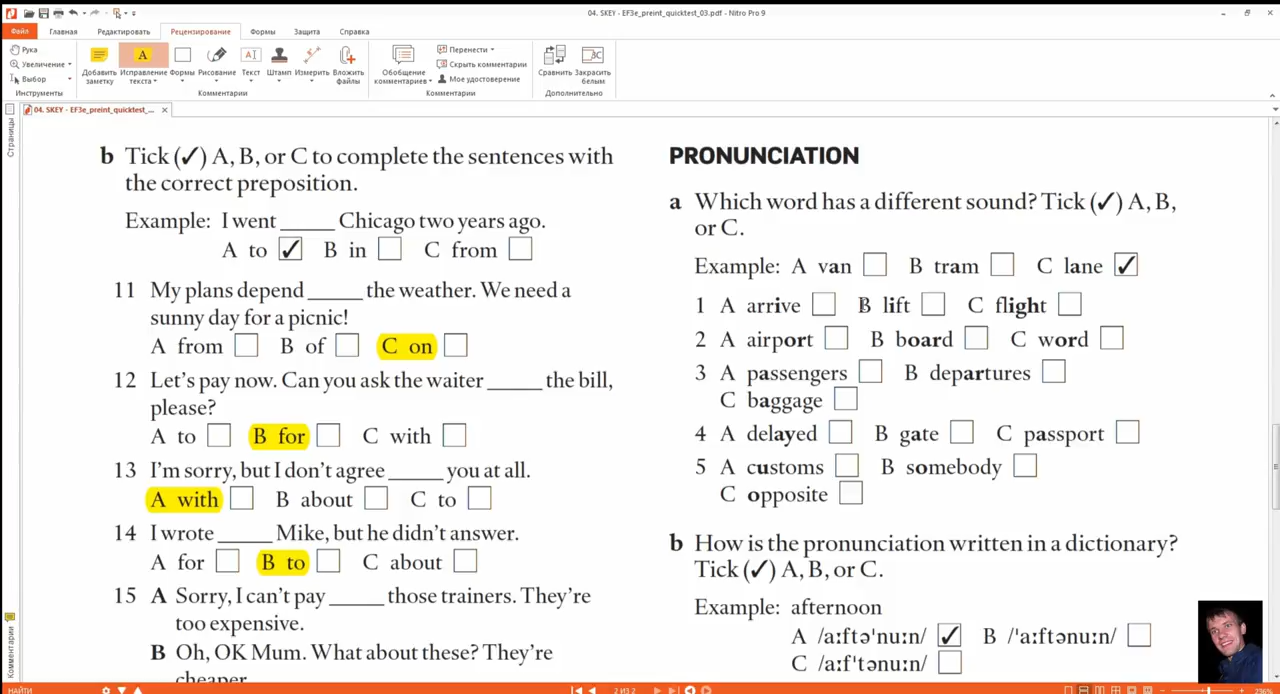 04. SKEY - EF3e_preint_quicktest_03.pdf - Nitro Pro 9
Файл Главная Редактировать Рецензирование Формы Защита Справка
Рука
Увеличение
Выбор
Инструменты
Добавить заметку
Исправление текста
Формы
Рисование
Текст
Штамп
Измерить
Вложить файлы
Комментарии
Обобщение комментариев
Перенести
Скрыть комментарии
Мое удостоверение
Комментарии
Сравнить
Закрасить белым
Дополнительно
04. SKEY - EF3e_preint_quicktest_...
Страницы
b Tick (✓) A, B, or C to complete the sentences with
the correct preposition.
Example: I went _____ Chicago two years ago.
A to ✓ B in C from
11 My plans depend _____ the weather. We need a
sunny day for a picnic!
A from B of C on
12 Let's pay now. Can you ask the waiter _____ the bill,
please?
A to B for C with
13 I'm sorry, but I don't agree _____ you at all.
A with B about C to
14 I wrote _____ Mike, but he didn't answer.
A for B to C about
15 A Sorry, I can't pay _____ those trainers. They're
too expensive.
B Oh, OK Mum. What about these? They're
cheaper.
PRONUNCIATION
a Which word has a different sound? Tick (✓) A, B,
or C.
Example: A van B tram C lane ✓
1 A arrive B lift C flight
2 A airport B board C word
3 A passengers B departures
C baggage
4 A delayed B gate C passport
5 A customs B somebody
C opposite
b How is the pronunciation written in a dictionary?
Tick (✓) A, B, or C.
Example: afternoon
A /ɑːftəˈnuːn/ ✓ B /ˈɑːftənuːn/
C /ɑːfˈtənuːn/
Комментарии
НАЙТИ
2 ИЗ 2
236%